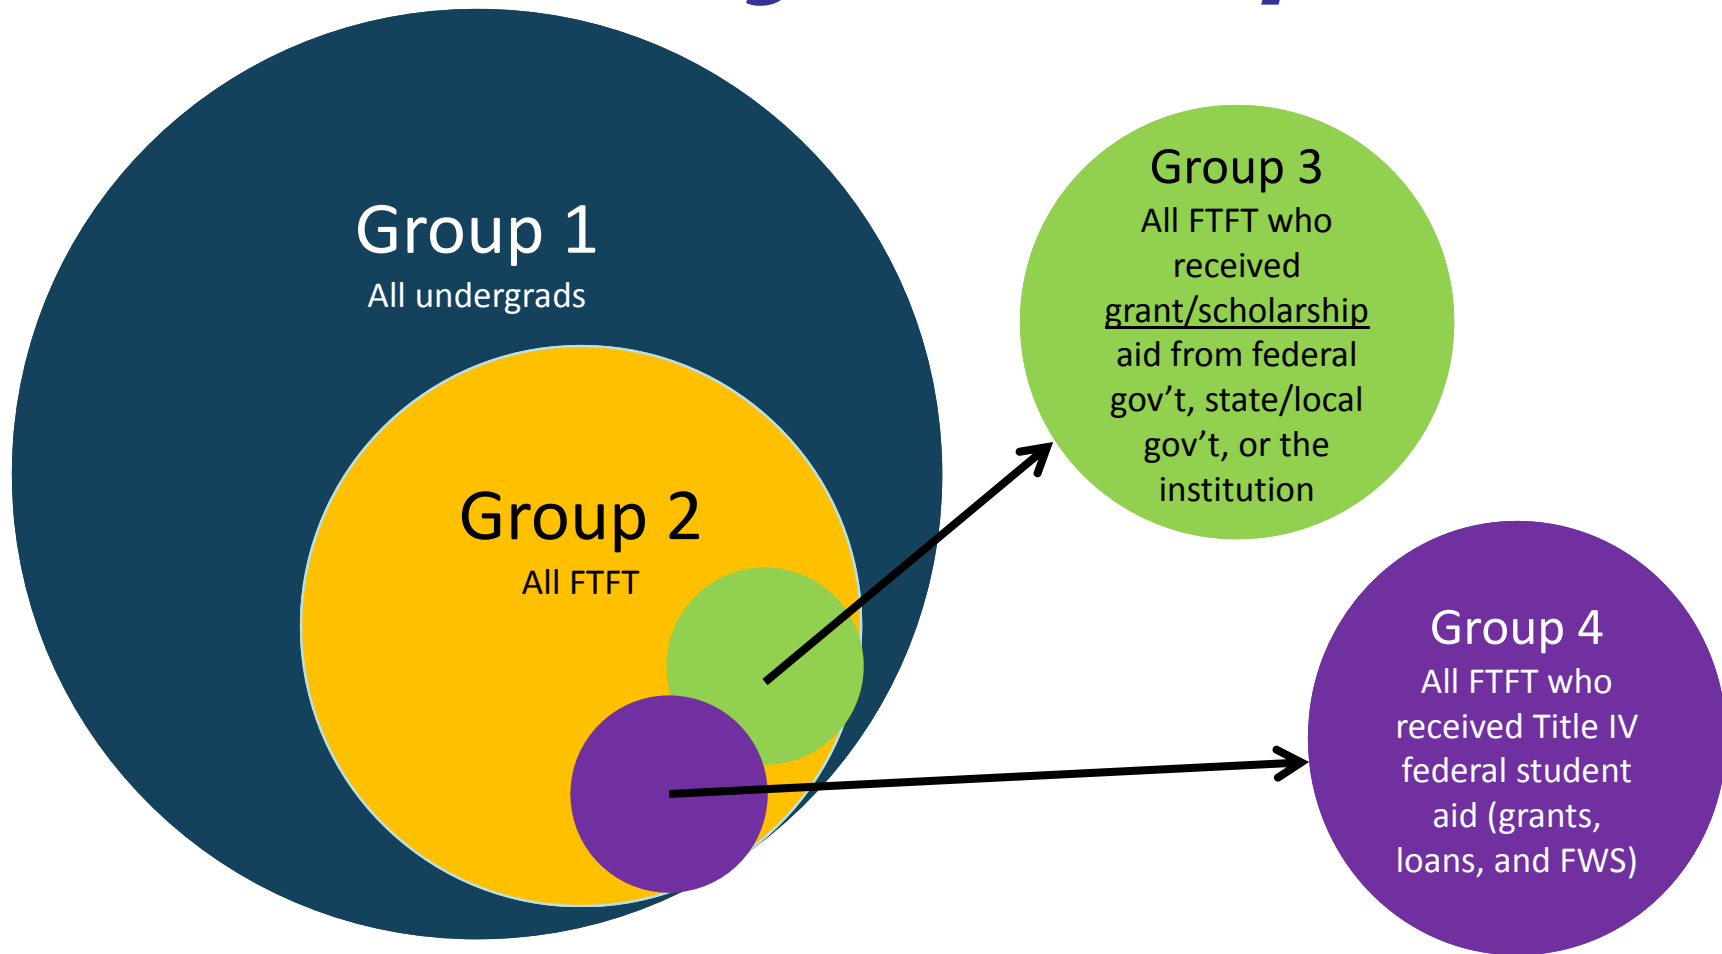 Group 1
All undergrads
Group 2
All FTFT
Group 3
All FTFT who
received
grant/scholarship
aid from federal
gov’t, state/local
gov’t, or the
institution
Group 4
All FTFT who
received Title IV
federal student
aid (grants,
loans, and FWS)